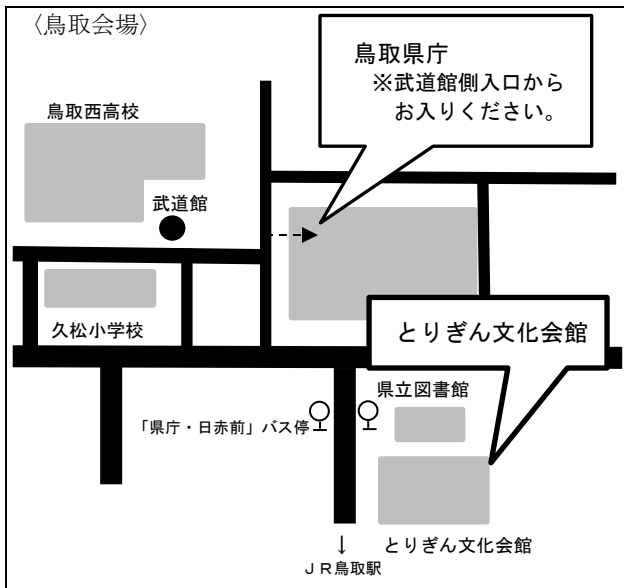 〈鳥取会場〉
鳥取県庁
※武道館側入口から
お入りください。
鳥取西高校
武道館
久松小学校
とりぎん文化会館
県立図書館
「県庁・日赤前」バス停
とりぎん文化会館
↓
ＪＲ鳥取駅